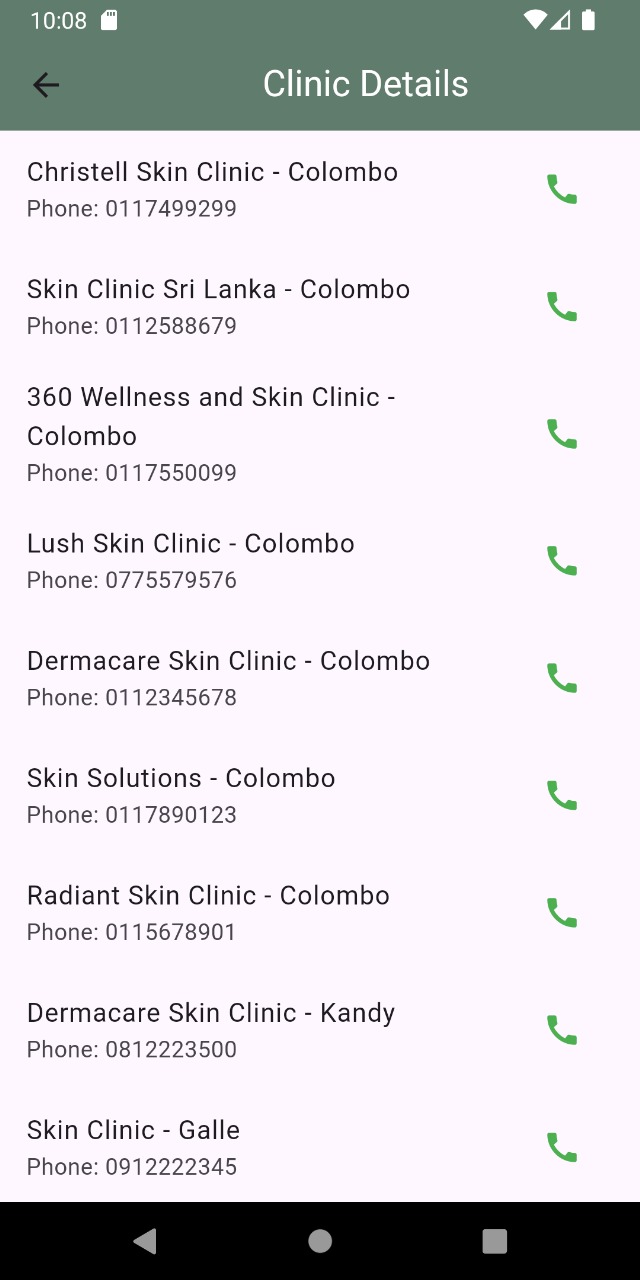 10:08
Clinic Details
Christell Skin Clinic - Colombo
Phone: 0117499299
Skin Clinic Sri Lanka - Colombo
Phone: 0112588679
360 Wellness and Skin Clinic -
Colombo
Phone: 0117550099
Lush Skin Clinic - Colombo
Phone: 0775579576
Dermacare Skin Clinic - Colombo
Phone: 0112345678
Skin Solutions - Colombo
Phone: 0117890123
Radiant Skin Clinic - Colombo
Phone: 0115678901
Dermacare Skin Clinic - Kandy
Phone: 0812223500
Skin Clinic - Galle
Phone: 0912222345